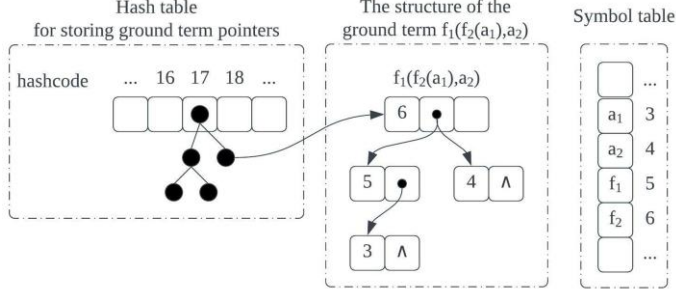 Hash table
for storing ground term pointers
hashcode ... 16 17 18 ...
The structure of the
ground term f₁(f₂(a₁),a₂)
f₁(f₂(a₁),a₂)
6
5 4 ∧
3 ∧
Symbol table
...
a₁ 3
a₂ 4
f₁ 5
f₂ 6
...